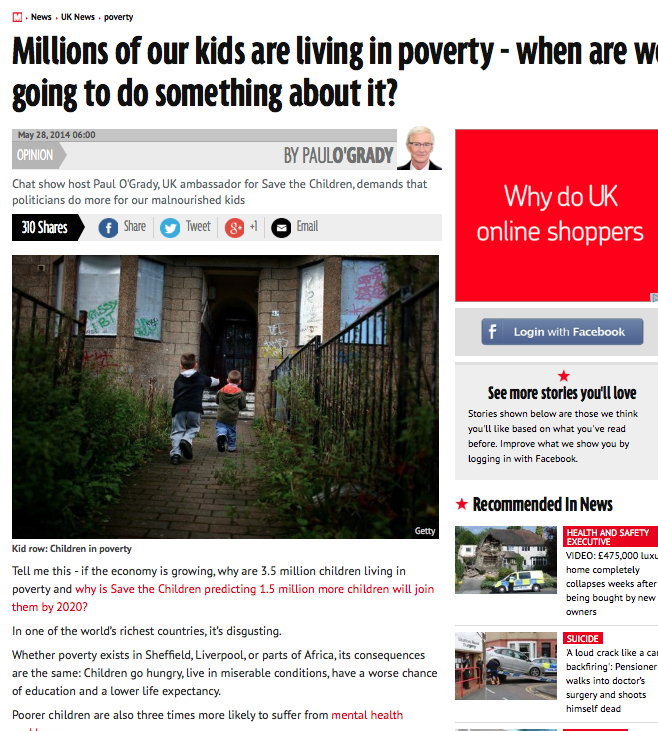 M • News • UK News • poverty
Millions of our kids are living in poverty - when are we
going to do something about it?
May 28, 2014 06:00
OPINION
BY PAULO'GRADY
Chat show host Paul O'Grady, UK ambassador for Save the Children, demands that
politicians do more for our malnourished kids
310 Shares
Share
Tweet
+1
Email
Getty
Kid row: Children in poverty
Tell me this - if the economy is growing, why are 3.5 million children living in
poverty and why is Save the Children predicting 1.5 million more children will join
them by 2020?
In one of the world's richest countries, it's disgusting.
Whether poverty exists in Sheffield, Liverpool, or parts of Africa, its consequences
are the same: Children go hungry, live in miserable conditions, have a worse chance
of education and a lower life expectancy.
Poorer children are also three times more likely to suffer from mental health
Why do UK
online shoppers
f Login with Facebook
See more stories you'll love
Stories shown below are those we think
you'll like based on what you've read
before. Improve what we show you by
logging in with Facebook.
Recommended In News
HEALTH AND SAFETY
EXECUTIVE
VIDEO: £475,000 luxu
home completely
collapses weeks after
being bought by new
owners
SUICIDE
'A loud crack like a ca
backfiring': Pensioner
walks into doctor's
surgery and shoots
himself dead